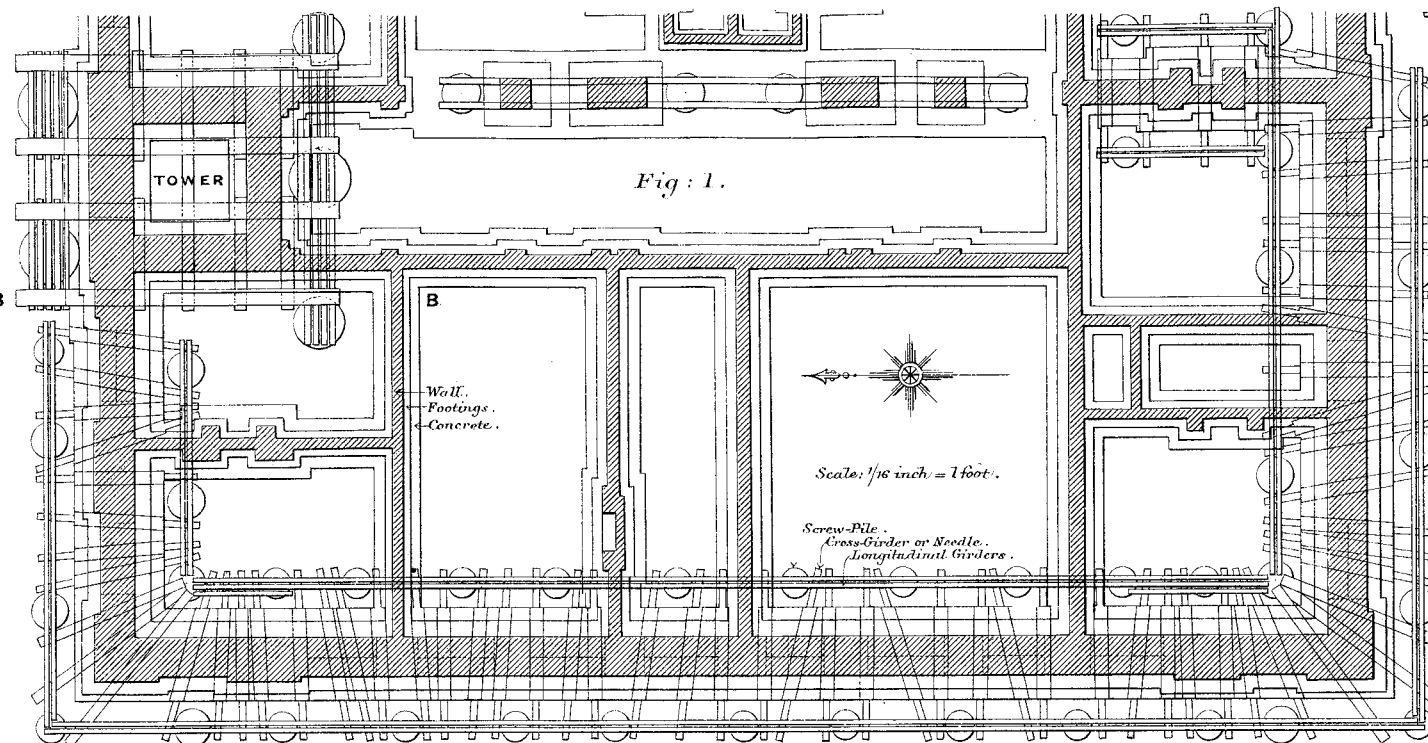 TOWER
Fig: 1.
B
B
Wall.
Footings.
Concrete.
Scale: 1/16 inch = 1 foot.
Screw-Pile.
Cross-Girder or Needle.
Longitudinal Girders.